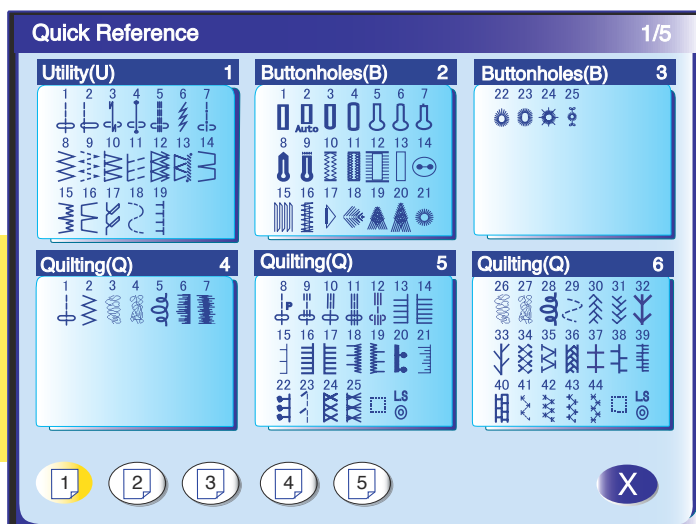 Quick Reference 1/5
Utility(U) 1
1 2 3 4 5 6 7
8 9 10 11 12 13 14
15 16 17 18 19
Buttonholes(B) 2
1 2 3 4 5 6 7
Auto
8 9 10 11 12 13 14
15 16 17 18 19 20 21
Buttonholes(B) 3
22 23 24 25
Quilting(Q) 4
1 2 3 4 5 6 7
Quilting(Q) 5
8 9 10 11 12 13 14
P
15 16 17 18 19 20 21
22 23 24 25
LS
Quilting(Q) 6
26 27 28 29 30 31 32
33 34 35 36 37 38 39
40 41 42 43 44
LS
1 2 3 4 5 X